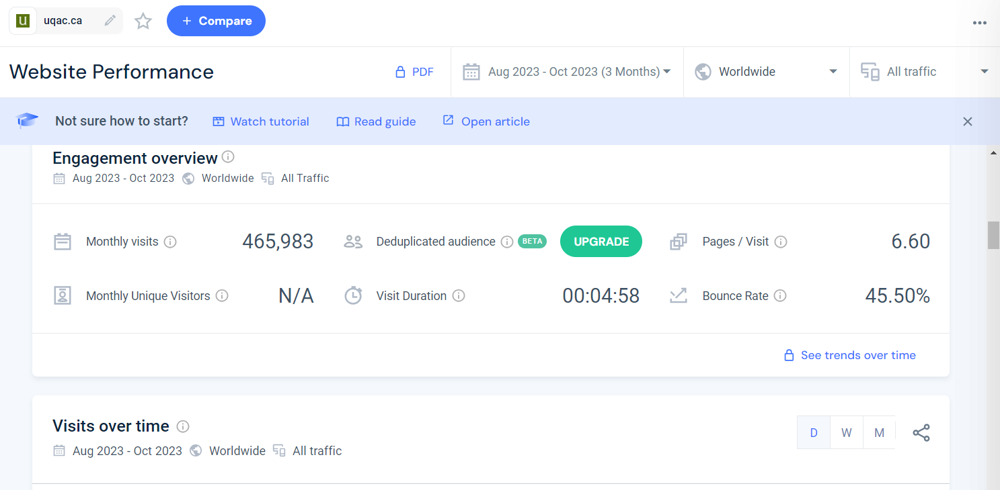 u uqac.ca + Compare
Website Performance PDF Aug 2023 - Oct 2023 (3 Months) Worldwide All traffic
Not sure how to start? Watch tutorial Read guide Open article
Engagement overview
Aug 2023 - Oct 2023 Worldwide All Traffic
Monthly visits 465,983 Deduplicated audience BETA UPGRADE Pages / Visit 6.60
Monthly Unique Visitors N/A Visit Duration 00:04:58 Bounce Rate 45.50%
See trends over time
Visits over time D W M
Aug 2023 - Oct 2023 Worldwide All traffic